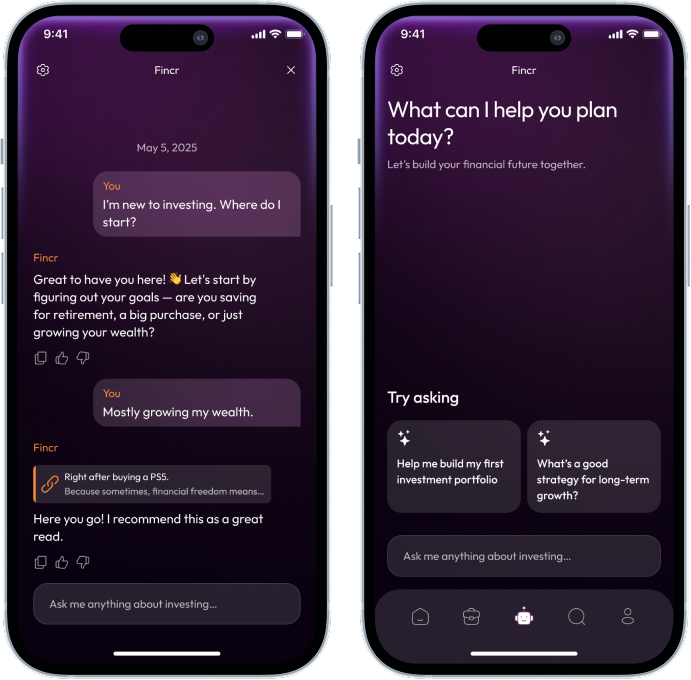 9:41
Fincr
May 5, 2025
You
I'm new to investing. Where do I
start?
Fincr
Great to have you here! 👋 Let's start by
figuring out your goals — are you saving
for retirement, a big purchase, or just
growing your wealth?
You
Mostly growing my wealth.
Fincr
Right after buying a PS5.
Because sometimes, financial freedom means...
Here you go! I recommend this as a great
read.
Ask me anything about investing...
9:41
Fincr
What can I help you plan
today?
Let's build your financial future together.
Try asking
Help me build my first
investment portfolio
What's a good
strategy for long-term
growth?
Ask me anything about investing...